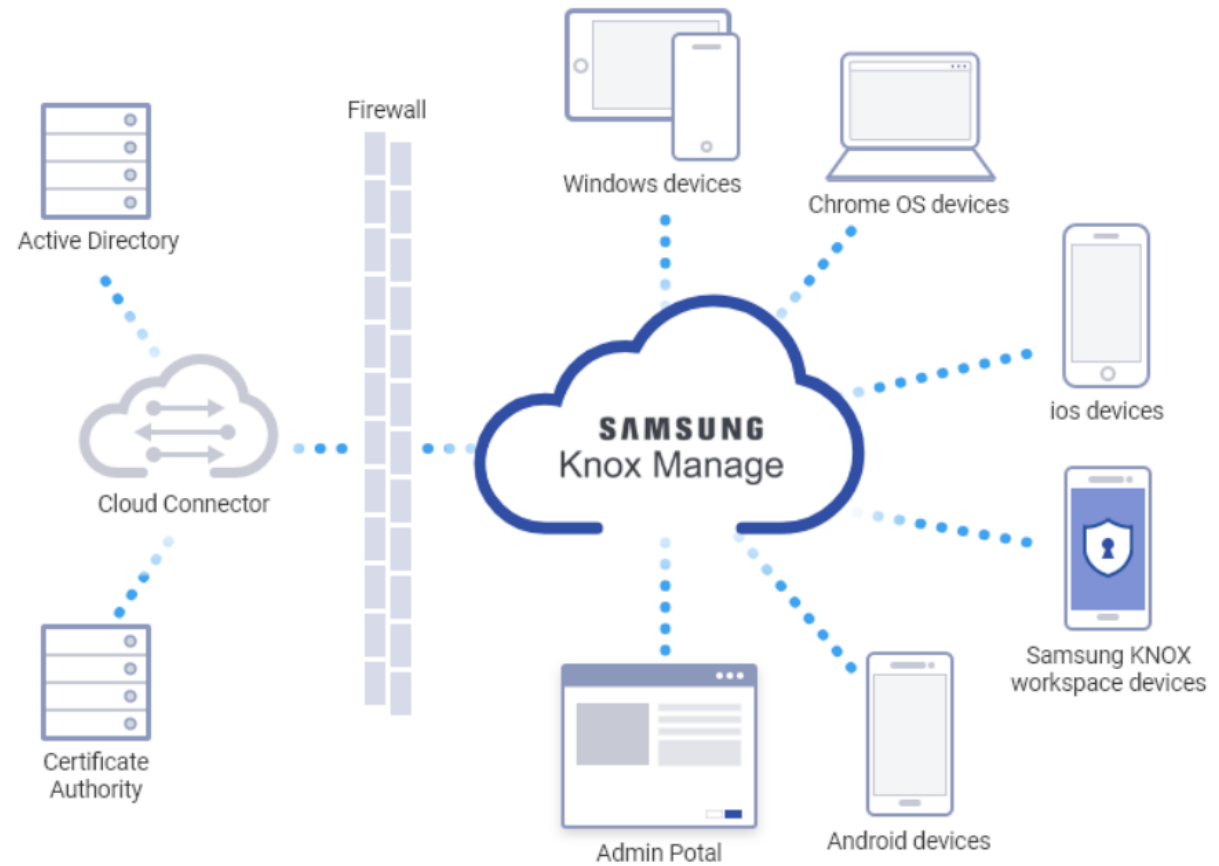 Firewall
Active Directory
Windows devices
Chrome OS devices
ios devices
SAMSUNG
Knox Manage
Cloud Connector
Samsung KNOX
workspace devices
Certificate
Authority
Admin Potal
Android devices